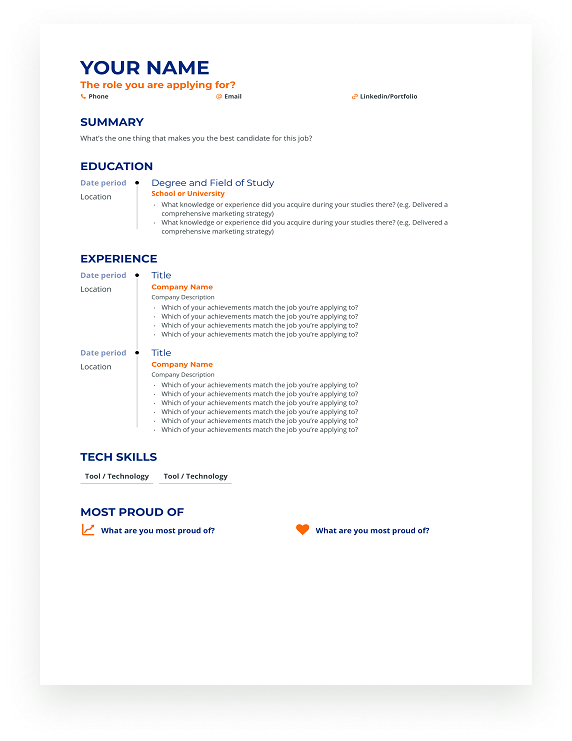 YOUR NAME
The role you are applying for?
Phone
@ Email
Linkedin/Portfolio
SUMMARY
What's the one thing that makes you the best candidate for this job?
EDUCATION
Date period
Location
Degree and Field of Study
School or University
· What knowledge or experience did you acquire during your studies there? (e.g. Delivered a
comprehensive marketing strategy)
· What knowledge or experience did you acquire during your studies there? (e.g. Delivered a
comprehensive marketing strategy)
EXPERIENCE
Date period
Location
Title
Company Name
Company Description
· Which of your achievements match the job you're applying to?
· Which of your achievements match the job you're applying to?
· Which of your achievements match the job you're applying to?
· Which of your achievements match the job you're applying to?
Date period
Location
Title
Company Name
Company Description
· Which of your achievements match the job you're applying to?
· Which of your achievements match the job you're applying to?
· Which of your achievements match the job you're applying to?
· Which of your achievements match the job you're applying to?
· Which of your achievements match the job you're applying to?
· Which of your achievements match the job you're applying to?
TECH SKILLS
Tool / Technology
Tool / Technology
MOST PROUD OF
What are you most proud of?
What are you most proud of?